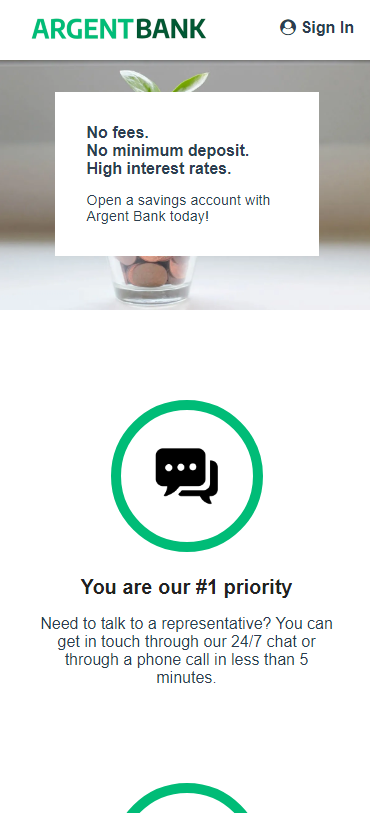 ARGENTBANK
Sign In
No fees.
No minimum deposit.
High interest rates.
Open a savings account with
Argent Bank today!
You are our #1 priority
Need to talk to a representative? You can
get in touch through our 24/7 chat or
through a phone call in less than 5
minutes.